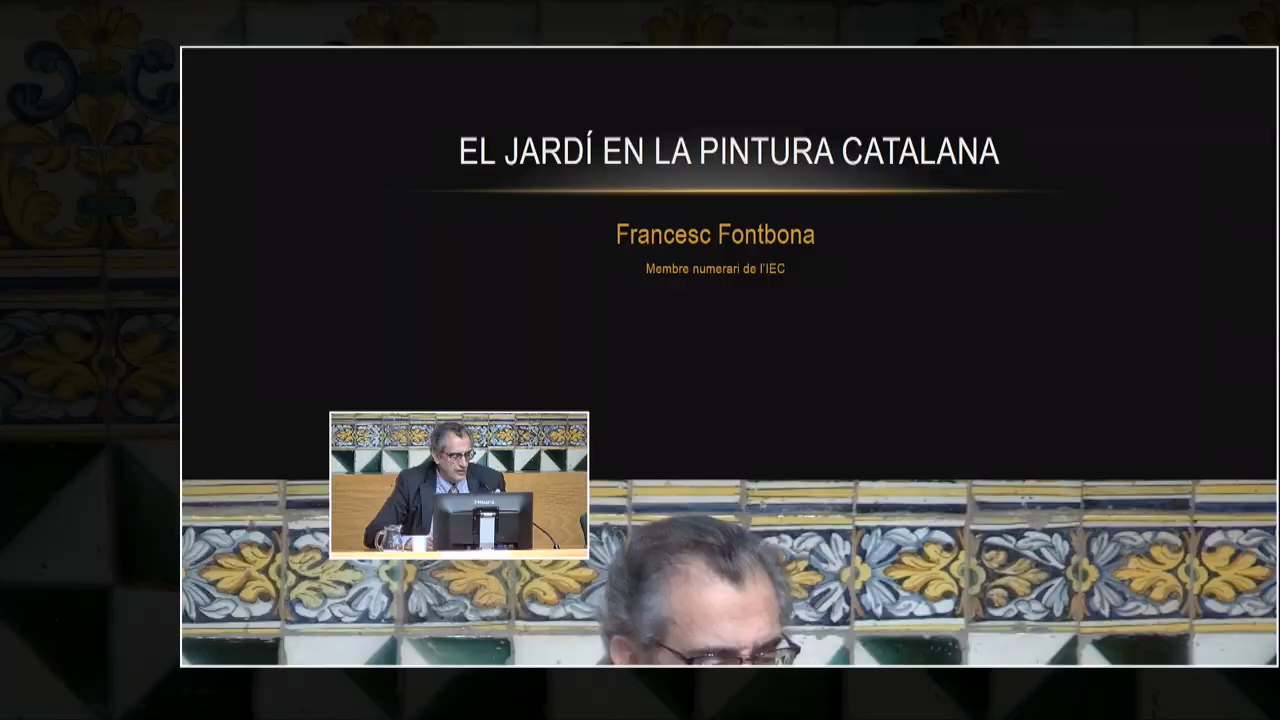 EL JARDÍ EN LA PINTURA CATALANA
Francesc Fontbona
Membre numerari de l'IEC